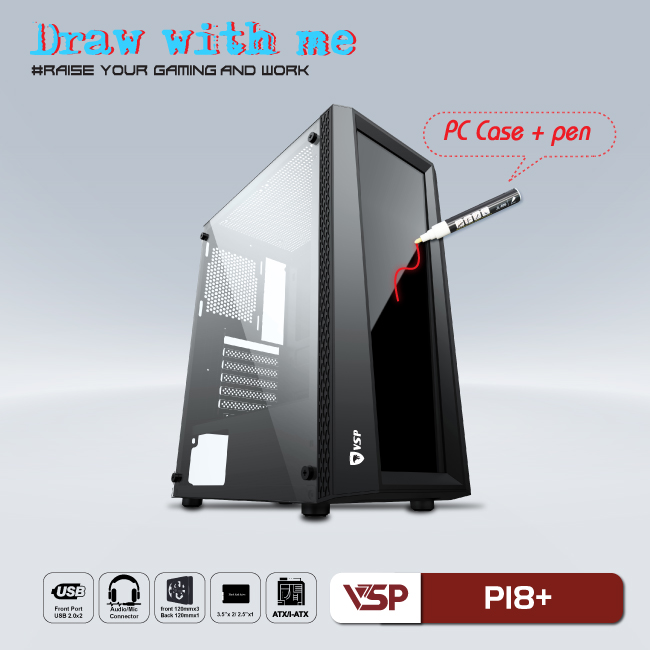 Draw with me
#RAISE YOUR GAMING AND WORK
PC Case + pen
VSP
USB
Front Port
USB 2.0x2
Audio/Mic
Connector
front 120mmx3
Back 120mmx1
3.5"x 2/ 2.5"x1
ATX/I-ATX
VSP
P18+